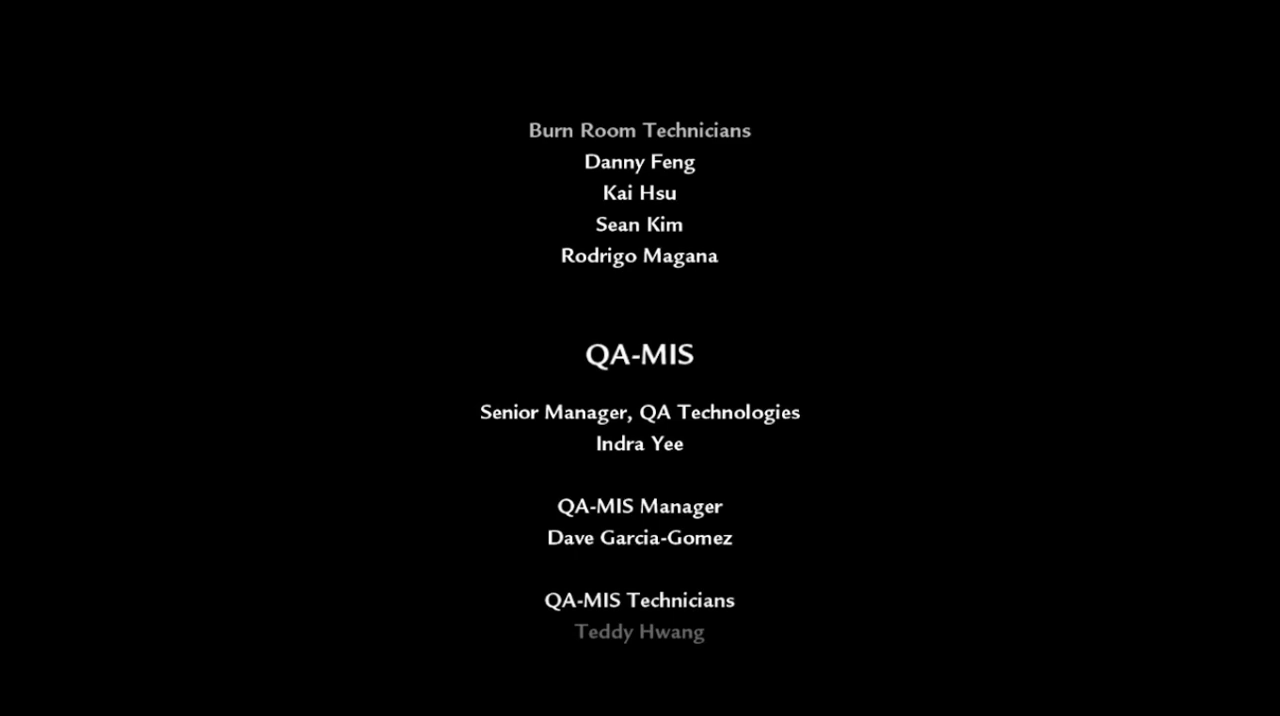 Burn Room Technicians
Danny Feng
Kai Hsu
Sean Kim
Rodrigo Magana
QA-MIS
Senior Manager, QA Technologies
Indra Yee
QA-MIS Manager
Dave Garcia-Gomez
QA-MIS Technicians
Teddy Hwang